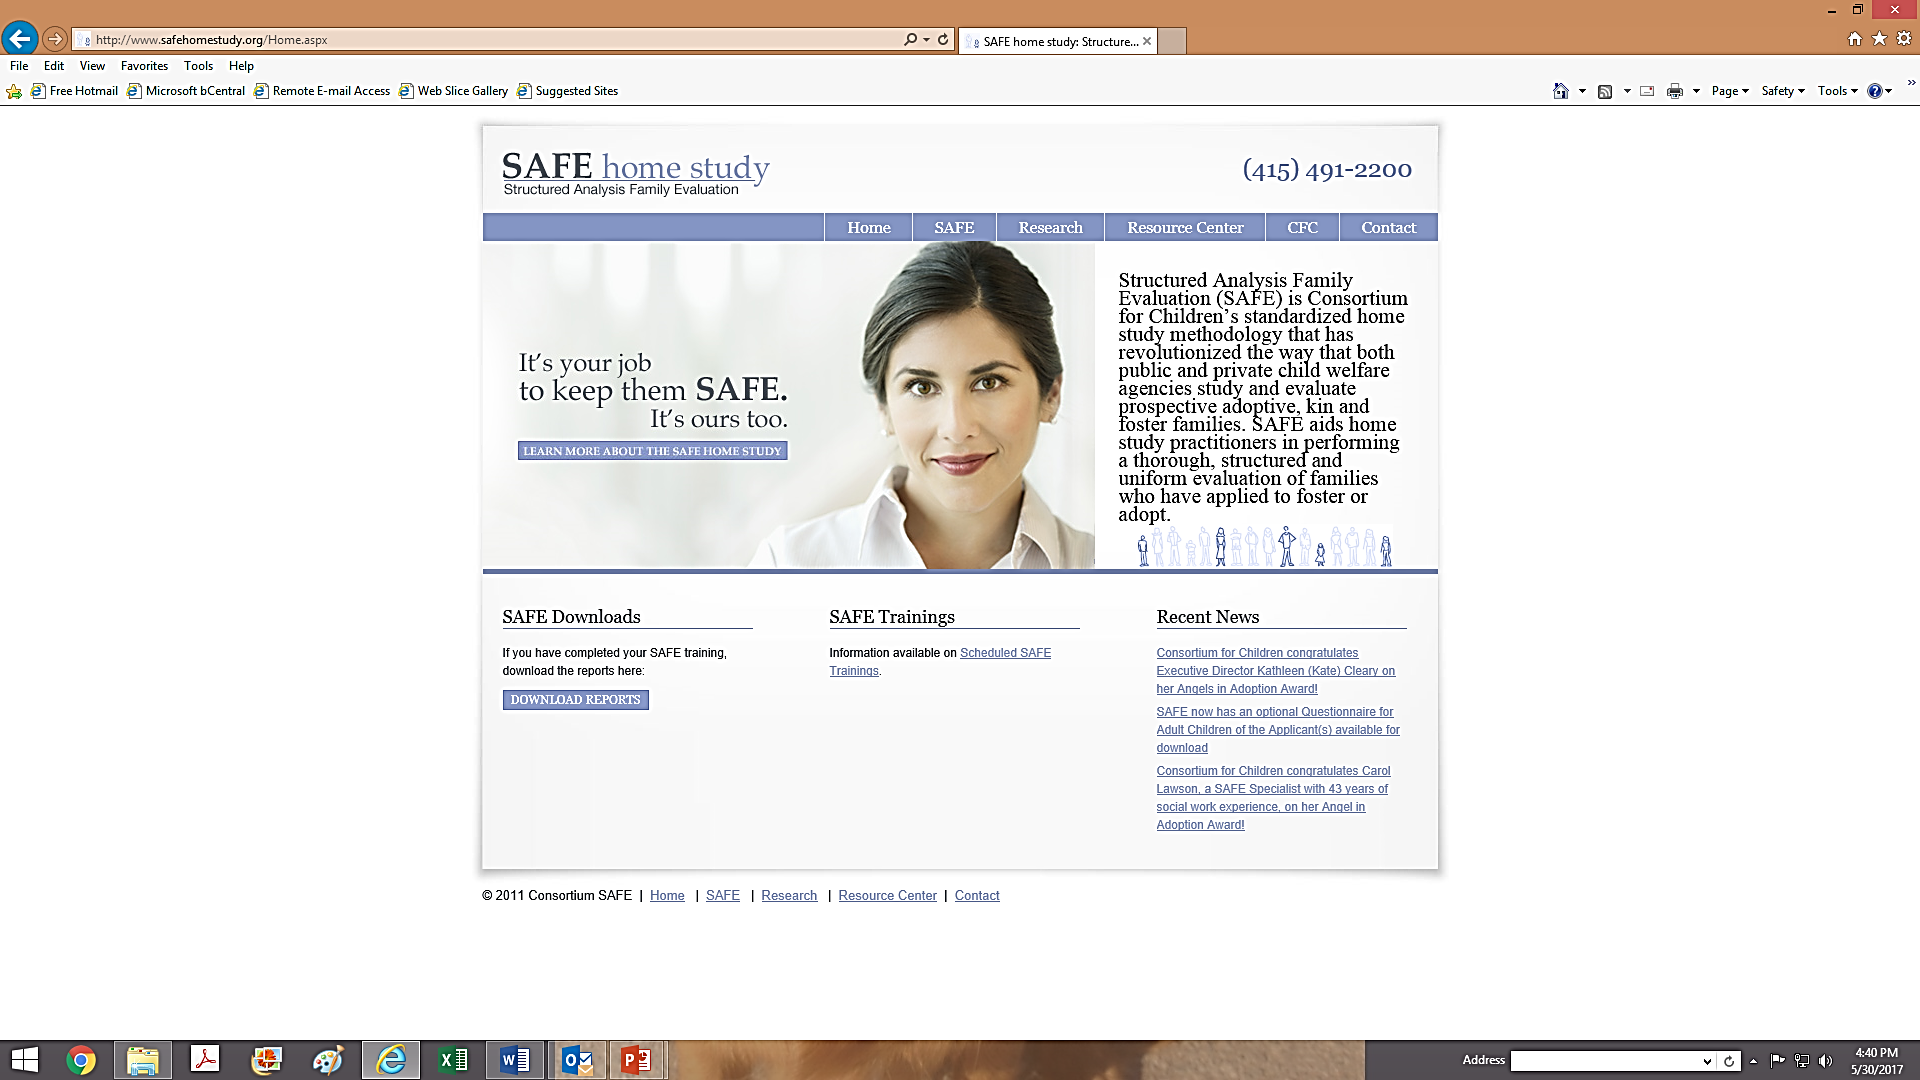 http://www.safehomestudy.org/Home.aspx
SAFE home study: Structure...
File Edit View Favorites Tools Help
Free Hotmail Microsoft bCentral Remote E-mail Access Web Slice Gallery Suggested Sites
Page Safety Tools
SAFE home study
Structured Analysis Family Evaluation
(415) 491-2200
Home SAFE Research Resource Center CFC Contact
It's your job
to keep them SAFE.
It's ours too.
LEARN MORE ABOUT THE SAFE HOME STUDY
Structured Analysis Family
Evaluation (SAFE) is Consortium
for Children's standardized home
study methodology that has
revolutionized the way that both
public and private child welfare
agencies study and evaluate
prospective adoptive, kin and
foster families. SAFE aids home
study practitioners in performing
a thorough, structured and
uniform evaluation of families
who have applied to foster or
adopt.
SAFE Downloads
If you have completed your SAFE training,
download the reports here:
DOWNLOAD REPORTS
SAFE Trainings
Information available on Scheduled SAFE
Trainings.
Recent News
Consortium for Children congratulates
Executive Director Kathleen (Kate) Cleary on
her Angels in Adoption Award!
SAFE now has an optional Questionnaire for
Adult Children of the Applicant(s) available for
download
Consortium for Children congratulates Carol
Lawson, a SAFE Specialist with 43 years of
social work experience, on her Angel in
Adoption Award!
© 2011 Consortium SAFE | Home | SAFE | Research | Resource Center | Contact
Address
4:40 PM
5/30/2017